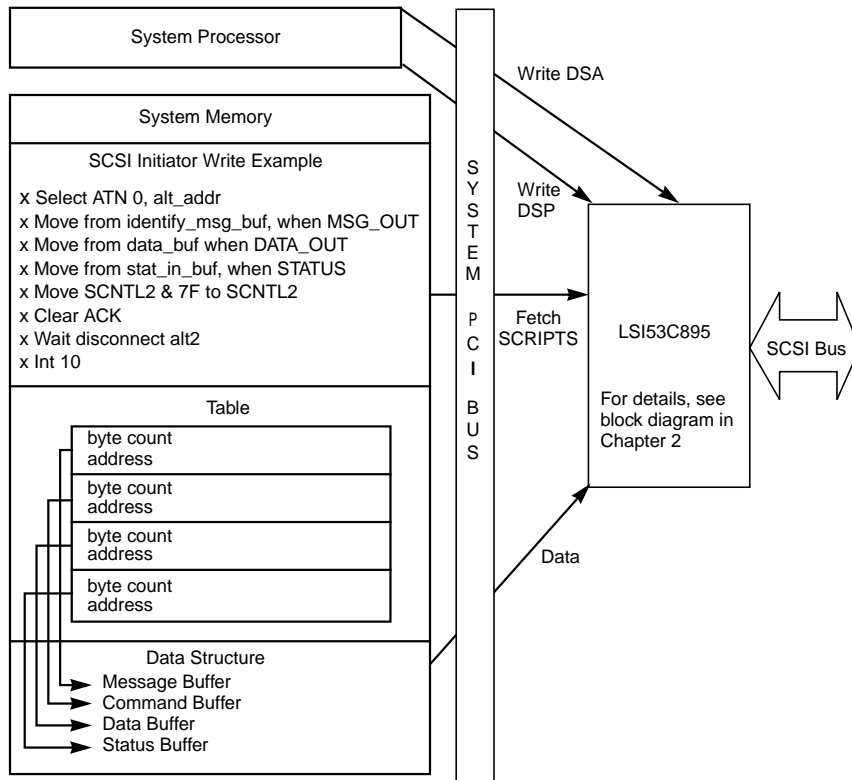 System Processor
System Memory
SCSI Initiator Write Example
x Select ATN 0, alt_addr
x Move from identify_msg_buf, when MSG_OUT
x Move from data_buf when DATA_OUT
x Move from stat_in_buf, when STATUS
x Move SCNTL2 & 7F to SCNTL2
x Clear ACK
x Wait disconnect alt2
x Int 10
Table
byte count
address
byte count
address
byte count
address
byte count
address
Data Structure
Message Buffer
Command Buffer
Data Buffer
Status Buffer
SYSTEM PCI BUS
Write DSA
Write
DSP
Fetch
SCRIPTS
Data
LSI53C895
For details, see
block diagram in
Chapter 2
SCSI Bus